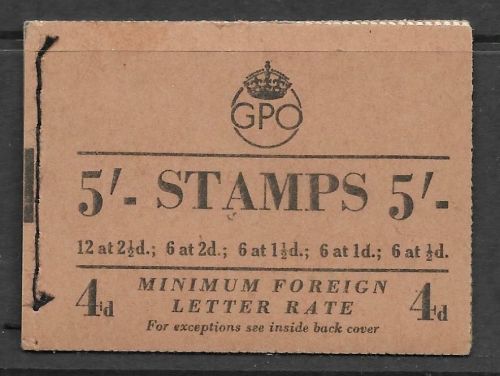 GPO
5/- STAMPS 5/-
12 at 2½d.; 6 at 2d.; 6 at 1½d.; 6 at 1d.; 6 at ½d.
4d MINIMUM FOREIGN 4d
LETTER RATE
For exceptions see inside back cover